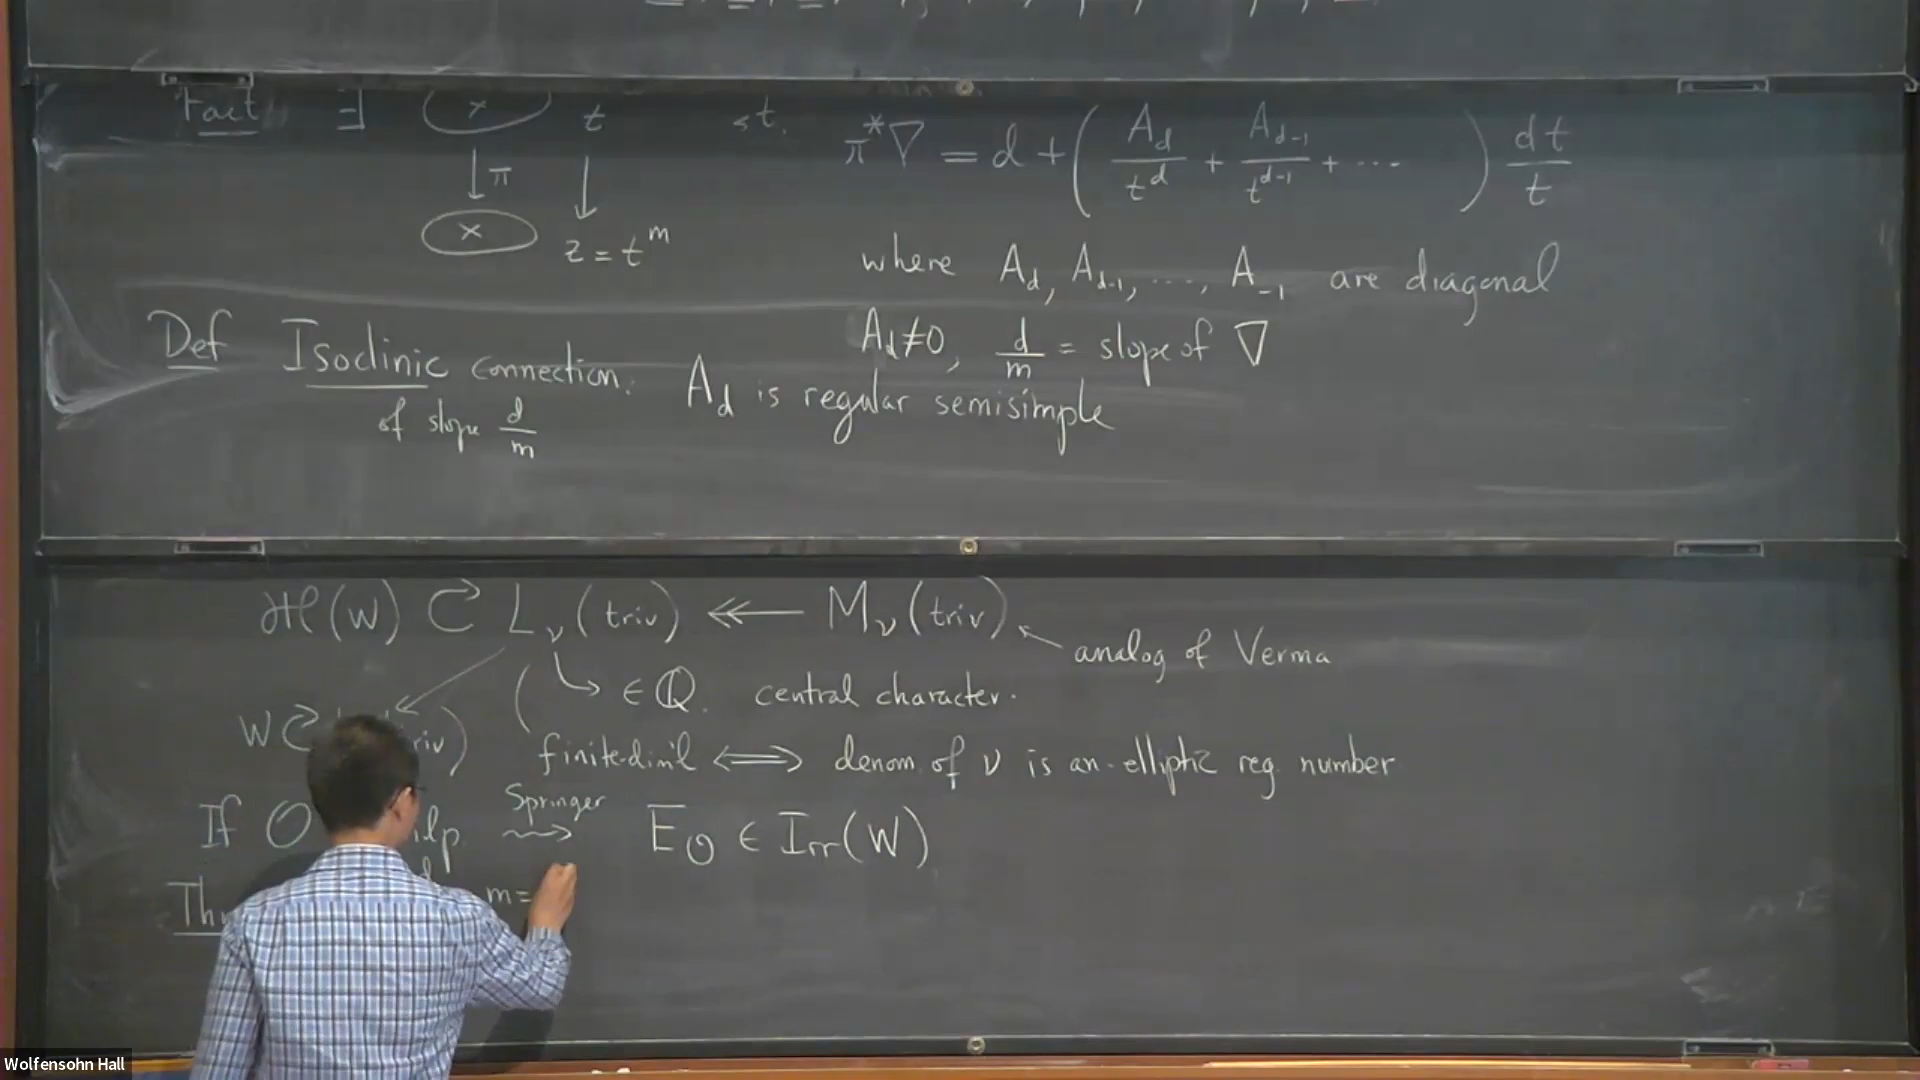 Fact ∃ × t s.t. π*∇ = d + ( A_d / t^d + A_{d-1} / t^{d-1} + ⋯ ) dt / t
↓π ↓
× z = t^m
where A_d, A_{d-1}, ⋯, A_{-1} are diagonal
A_d ≠ 0, d/m = slope of ∇
Def Isoclinic connection: A_d is regular semisimple
of slope d/m
ℋ(W) ⊂ L_ν(triv) ↞ M_ν(triv)
analog of Verma
∈ ℚ. central character.
W
finite-dim'l ⟺ denom. of ν is an elliptic reg. number
If O Springer ⇝ E_O ∈ Irr(W)
m =
Wolfensohn Hall